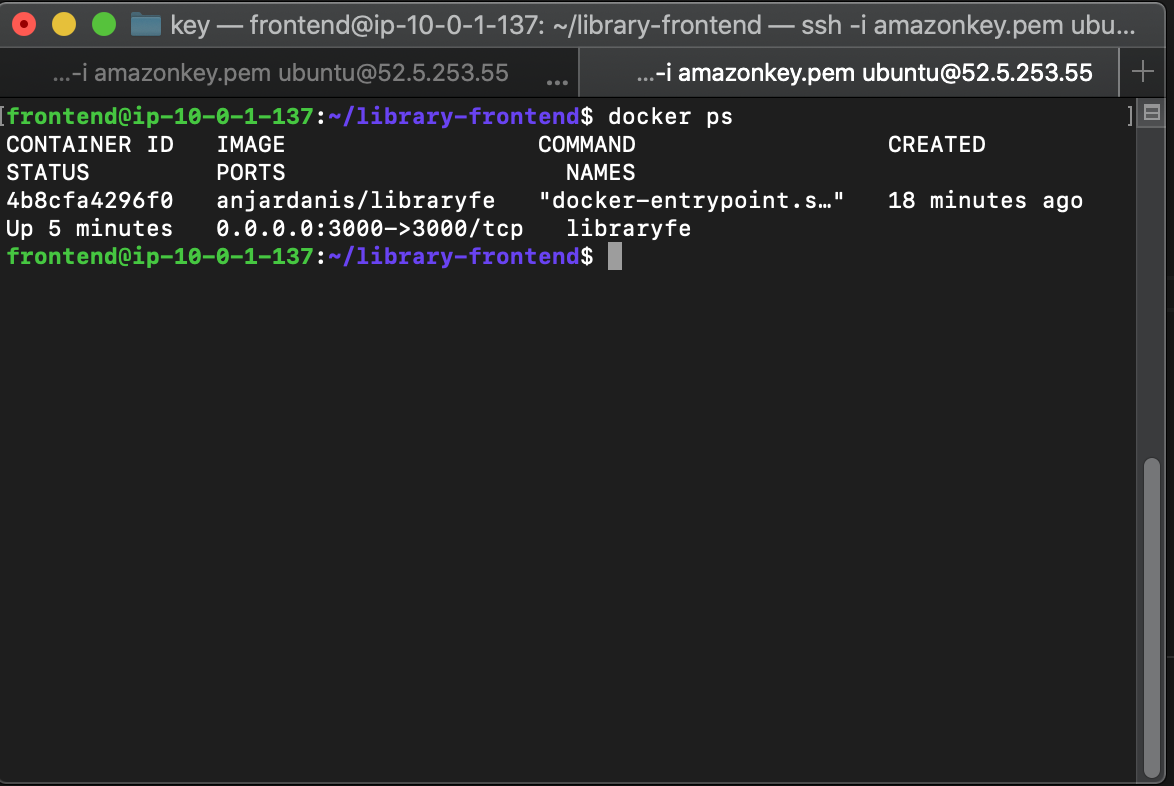 key — frontend@ip-10-0-1-137: ~/library-frontend — ssh -i amazonkey.pem ubu...
...-i amazonkey.pem ubuntu@52.5.253.55 ...
...-i amazonkey.pem ubuntu@52.5.253.55
[frontend@ip-10-0-1-137:~/library-frontend$ docker ps ]
CONTAINER ID IMAGE COMMAND CREATED
STATUS PORTS NAMES
4b8cfa4296f0 anjardanis/libraryfe "docker-entrypoint.s…" 18 minutes ago
Up 5 minutes 0.0.0.0:3000->3000/tcp libraryfe
frontend@ip-10-0-1-137:~/library-frontend$